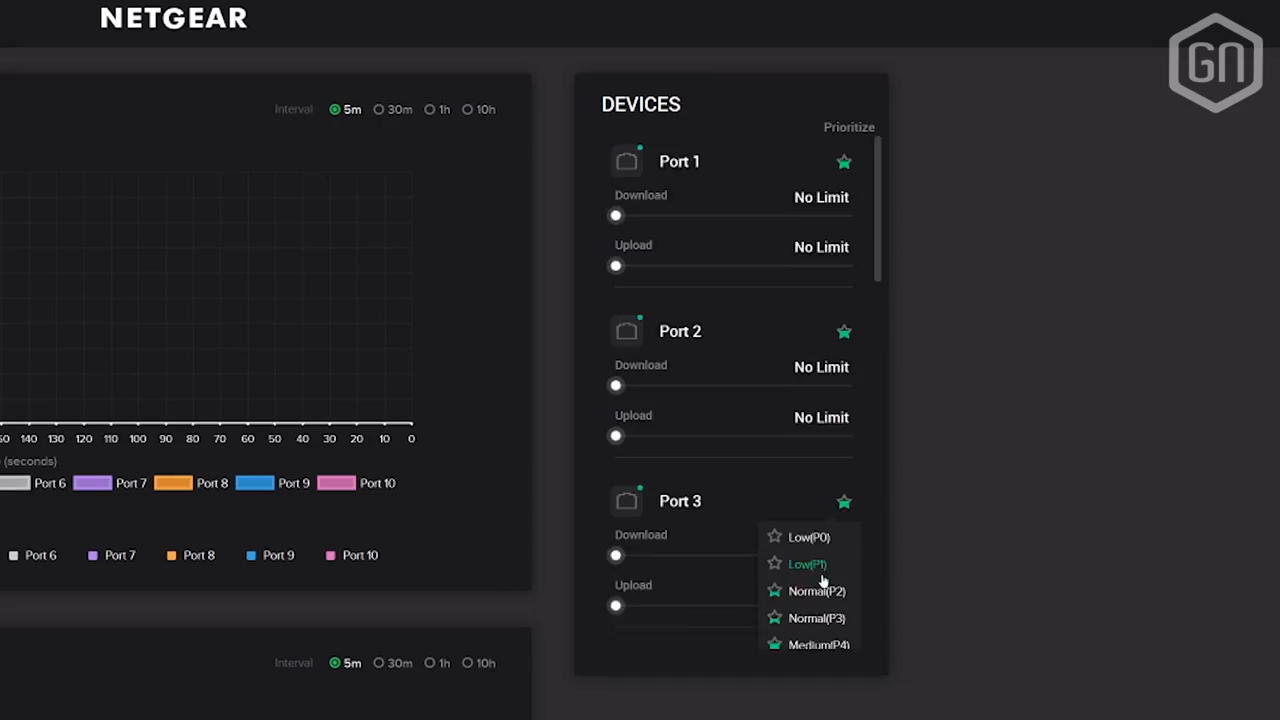 NETGEAR
GN
Interval 5m 30m 1h 10h
140 130 120 110 100 90 80 70 60 50 40 30 20 10 0
(seconds)
Port 6 Port 7 Port 8 Port 9 Port 10
Port 6 Port 7 Port 8 Port 9 Port 10
Interval 5m 30m 1h 10h
DEVICES
Prioritize
Port 1
Download No Limit
Upload No Limit
Port 2
Download No Limit
Upload No Limit
Port 3
Download
Upload
Low(P0)
Low(P1)
Normal(P2)
Normal(P3)
Medium(P4)